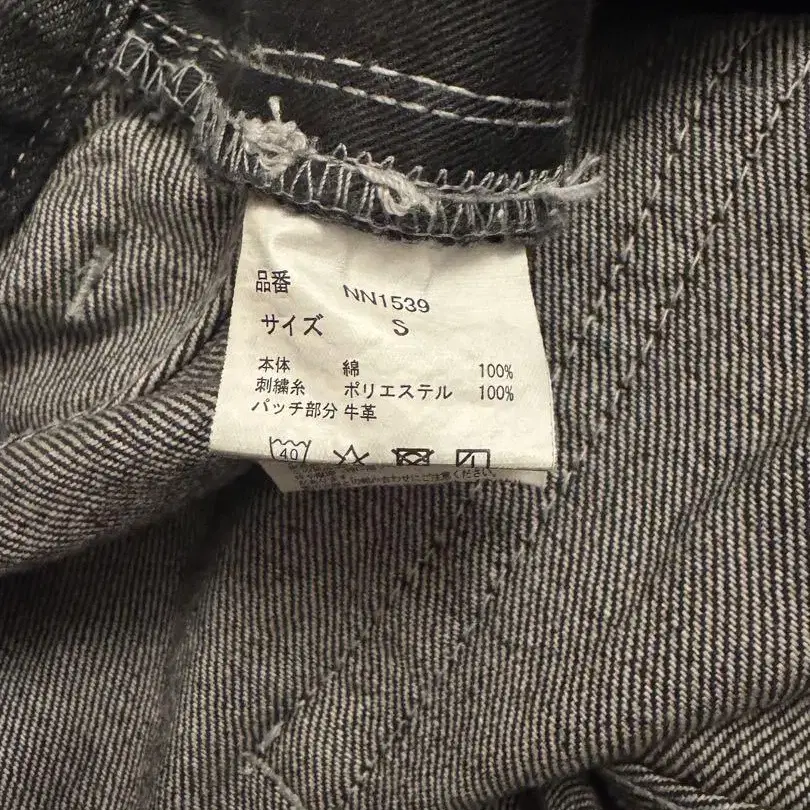 品番 NN1539
サイズ S
本体 綿 100%
刺繍糸 ポリエステル 100%
パッチ部分 牛革
40